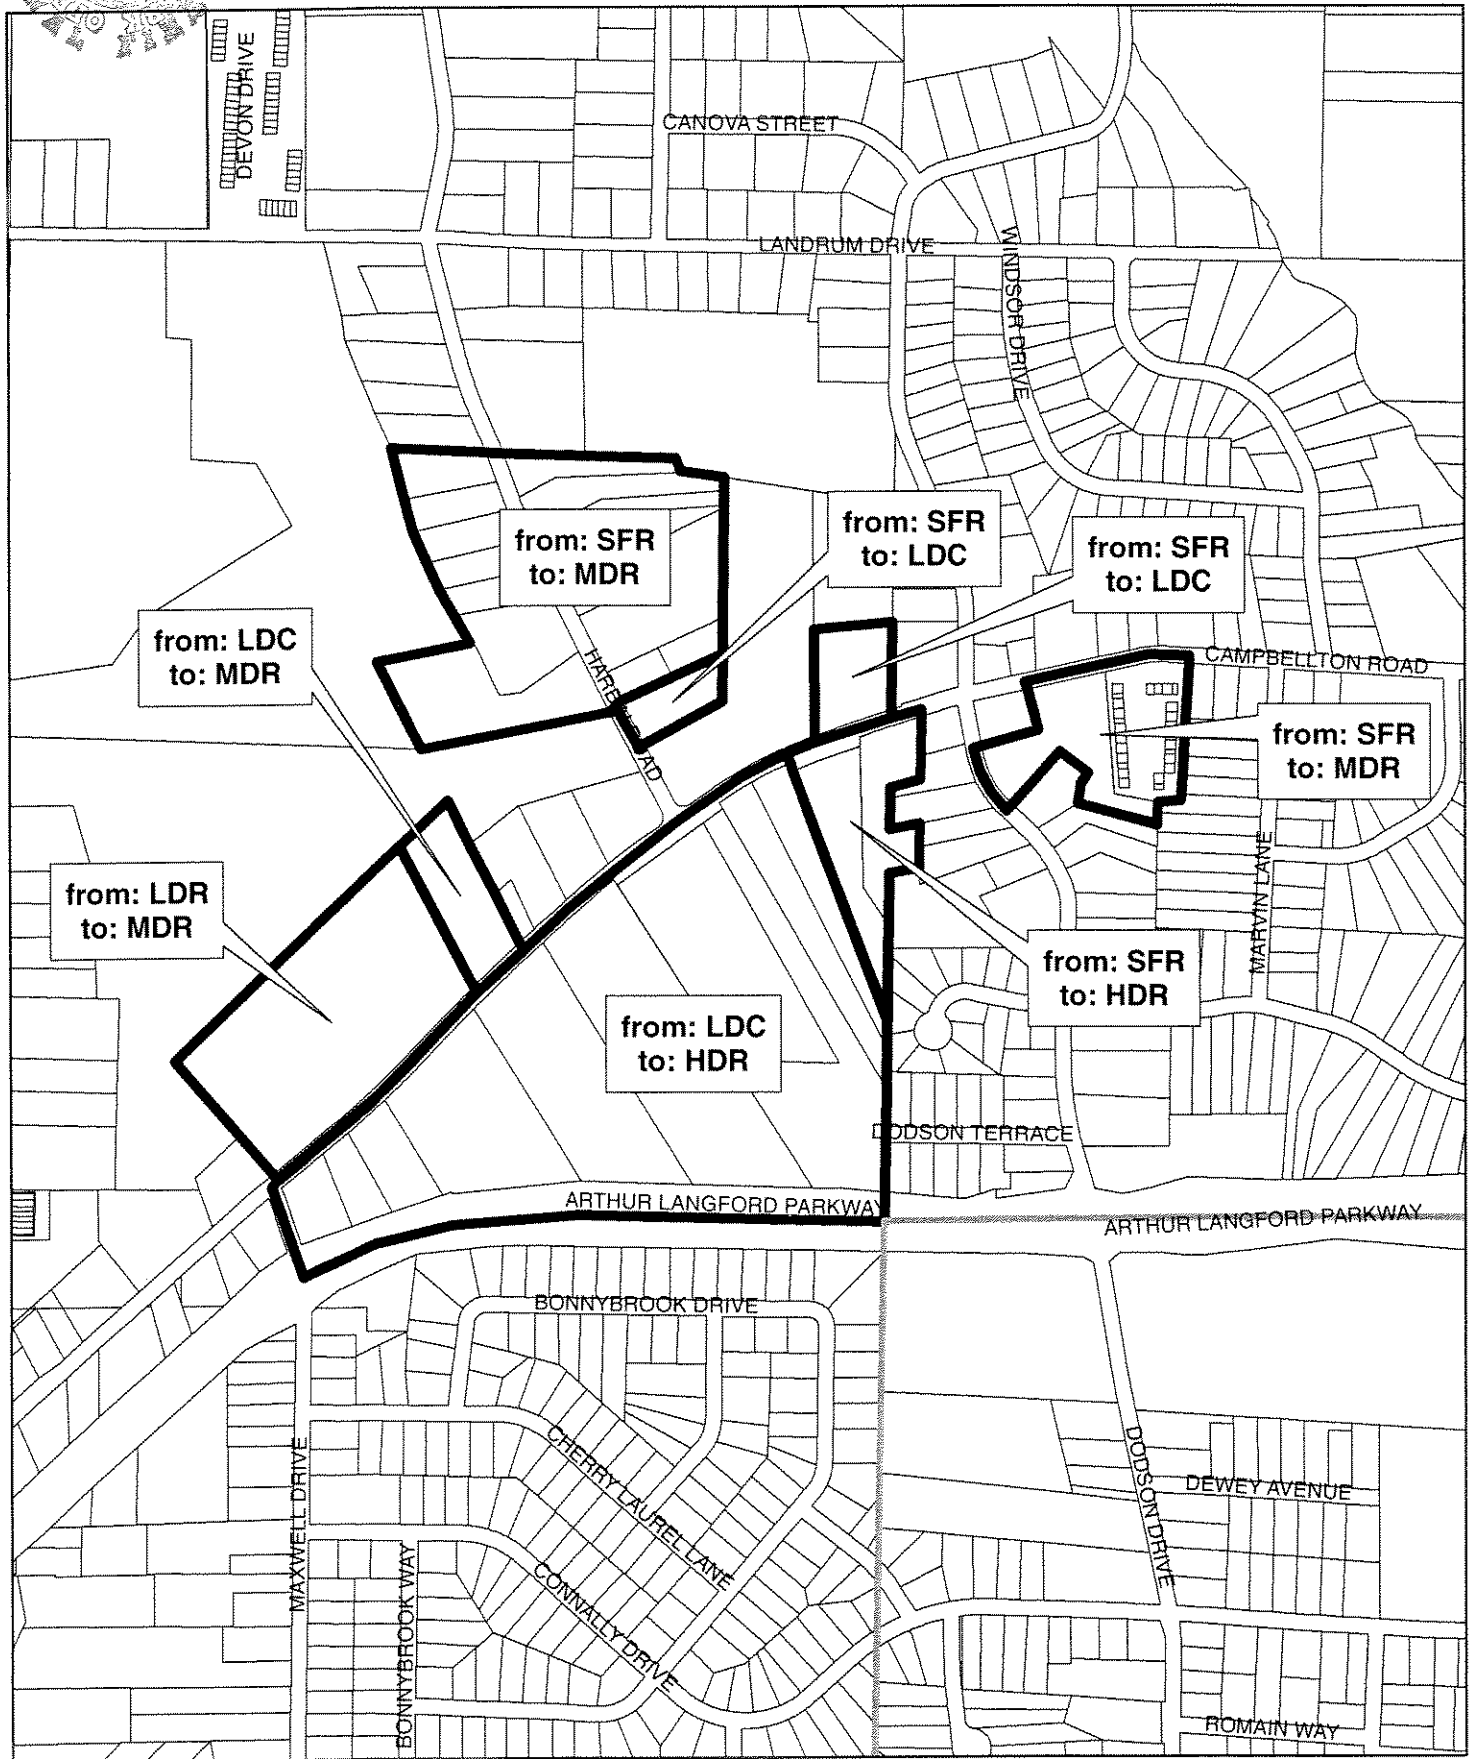 DEVON DRIVE
CANOVA STREET
LANDRUM DRIVE
WINDSOR DRIVE
from: SFR
to: LDC
from: SFR
to: MDR
from: SFR
to: LDC
from: LDC
to: MDR
CAMPBELLTON ROAD
from: SFR
to: MDR
MARVIN LANE
from: LDR
to: MDR
from: SFR
to: HDR
from: LDC
to: HDR
DODSON TERRACE
ARTHUR LANGFORD PARKWAY
ARTHUR LANGFORD PARKWAY
BONNYBROOK DRIVE
CHERRY LAUREL LANE
MAXWELL DRIVE
DODSON DRIVE
DEWEY AVENUE
CONNALLY DRIVE
BONNYBROOK WAY
ROMAIN WAY